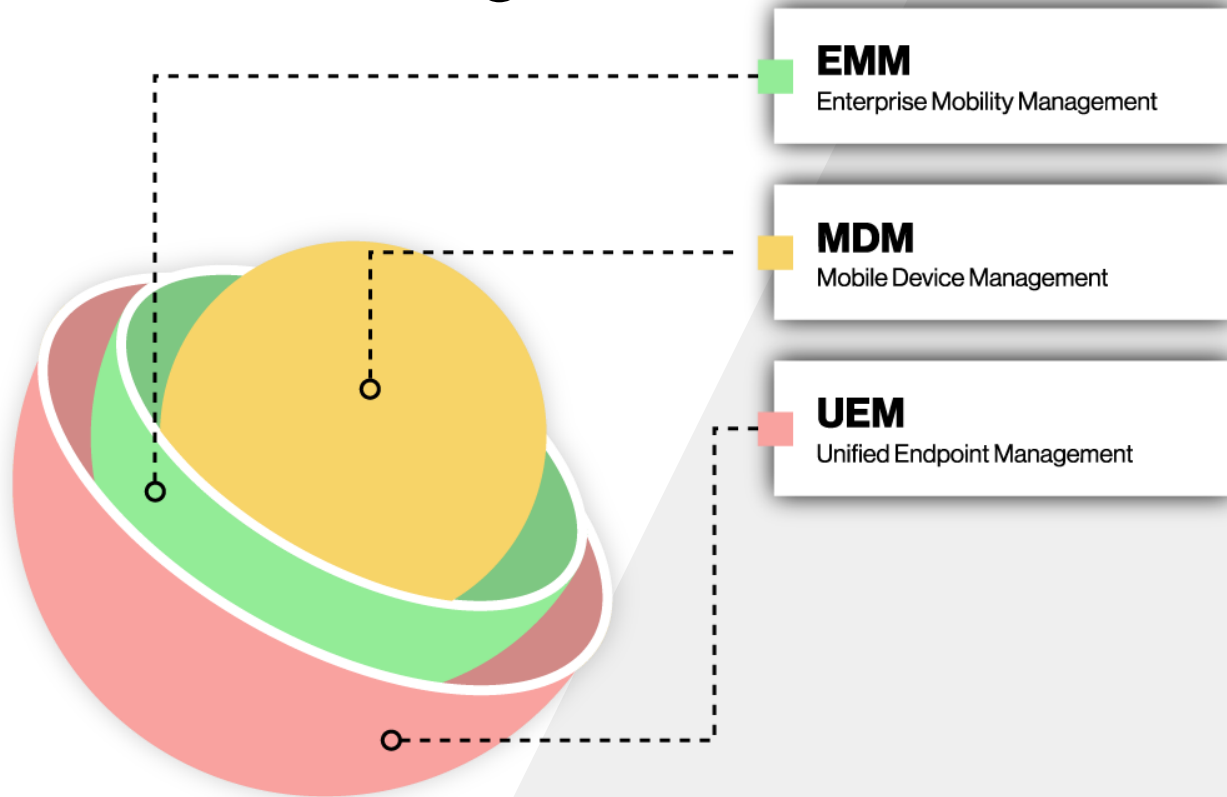 EMM
Enterprise Mobility Management
MDM
Mobile Device Management
UEM
Unified Endpoint Management